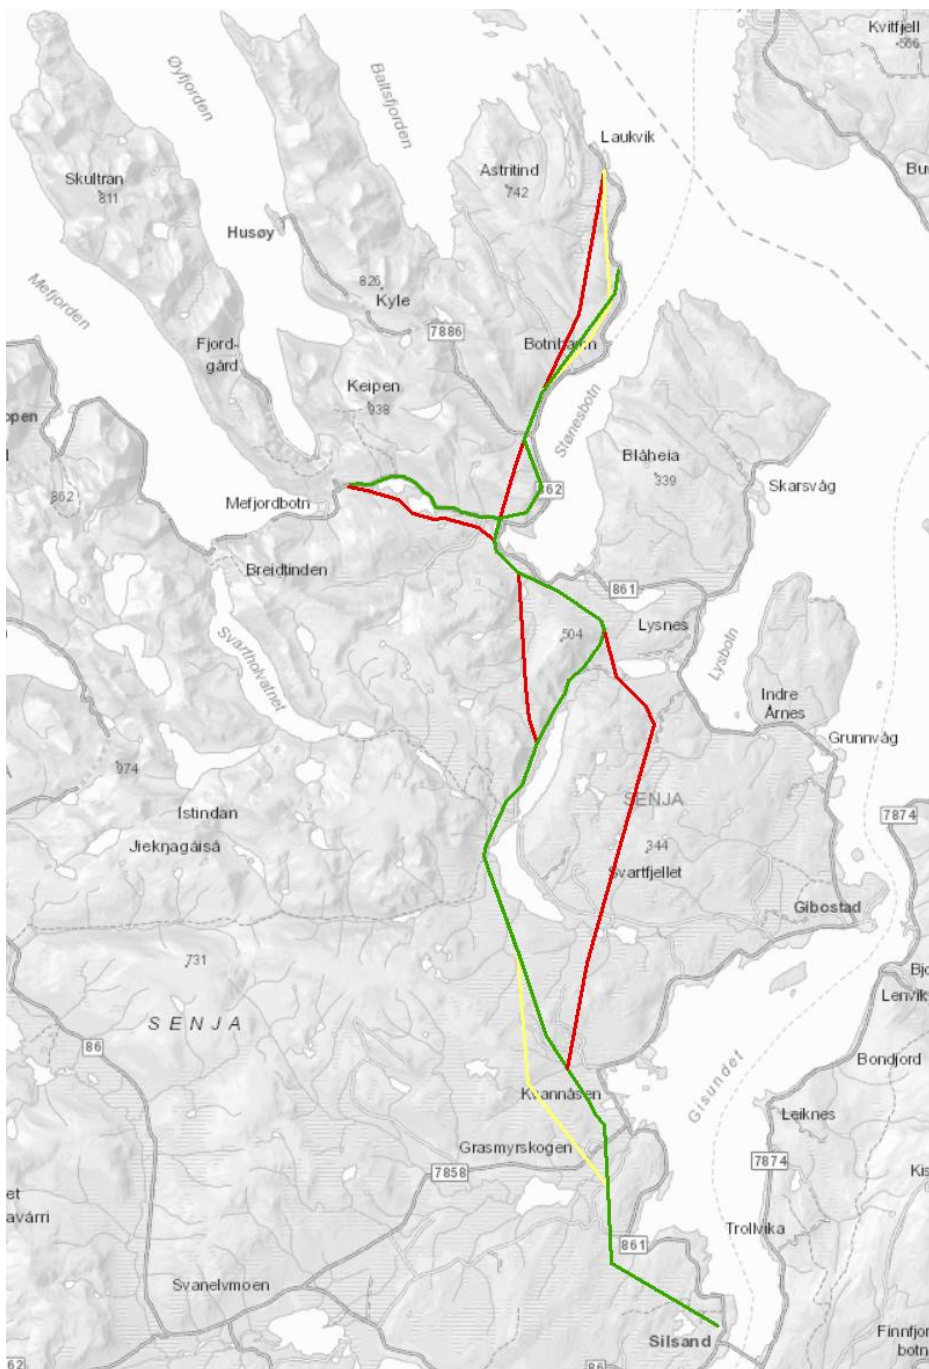 Kvitfjell
566
Øyfjorden
Baltsfjorden
Laukvik
Astritind
742
Skultran
811
Husøy
Mefjorden
826
Kyle
7886
Fjord-
gård
Botnhamn
Keipen
938
Stønesbotn
Blåheia
339
862
862
Skarsvåg
Mefjordbotn
Breidtinden
861
Lysnes
504
Svartholvatnet
Lysbotn
Indre
Årnes
Grunnvåg
974
SENJA
Istindan
7874
Jiekŋagáisá
344
Svartfjellet
Gibostad
731
SENJA
Lenvik
86
Bondjord
Gisundet
Kvannåsen
Leiknes
Grasmyrskogen
7858
7874
Trollvika
861
Svanelvmoen
Silsand
Finnfjor
botn
62
86